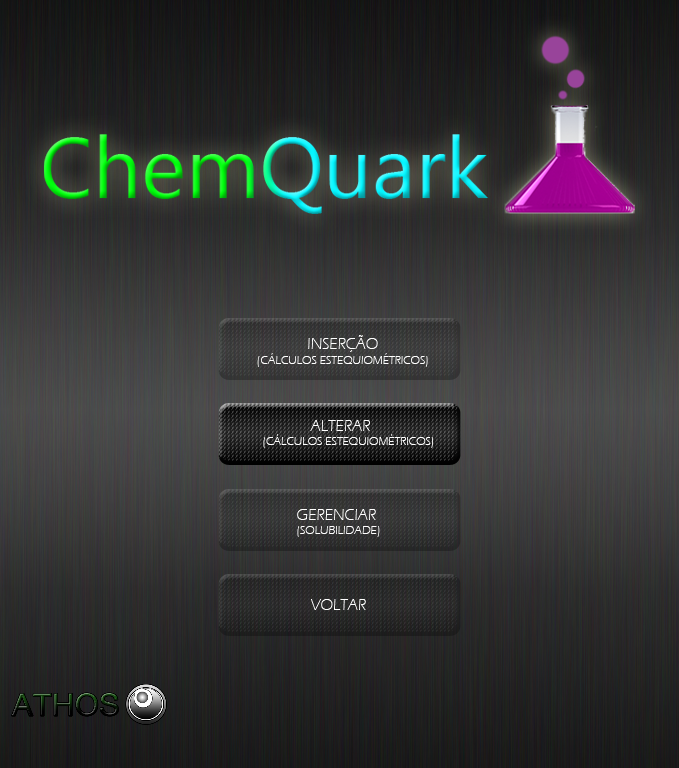 ChemQuark
INSERÇÃO
(CÁLCULOS ESTEQUIOMÉTRICOS)
ALTERAR
(CÁLCULOS ESTEQUIOMÉTRICOS)
GERENCIAR
(SOLUBILIDADE)
VOLTAR
ATHOS